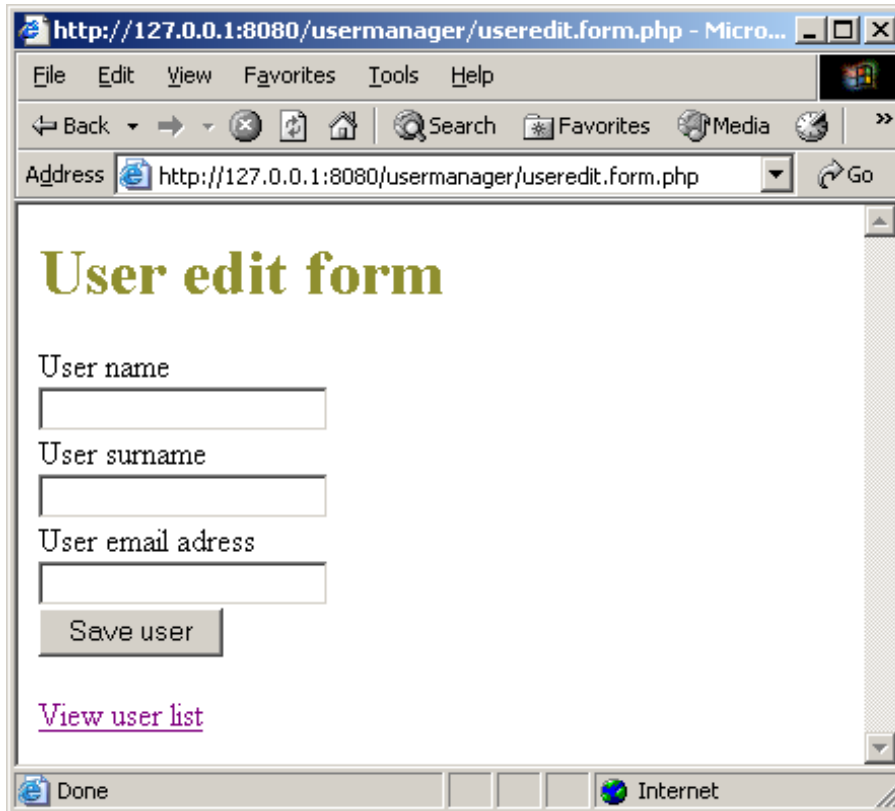 http://127.0.0.1:8080/usermanager/useredit.form.php - Micro...
File Edit View Favorites Tools Help
Back Search Favorites Media »
Address http://127.0.0.1:8080/usermanager/useredit.form.php Go
User edit form
User name
User surname
User email adress
Save user
View user list
Done Internet